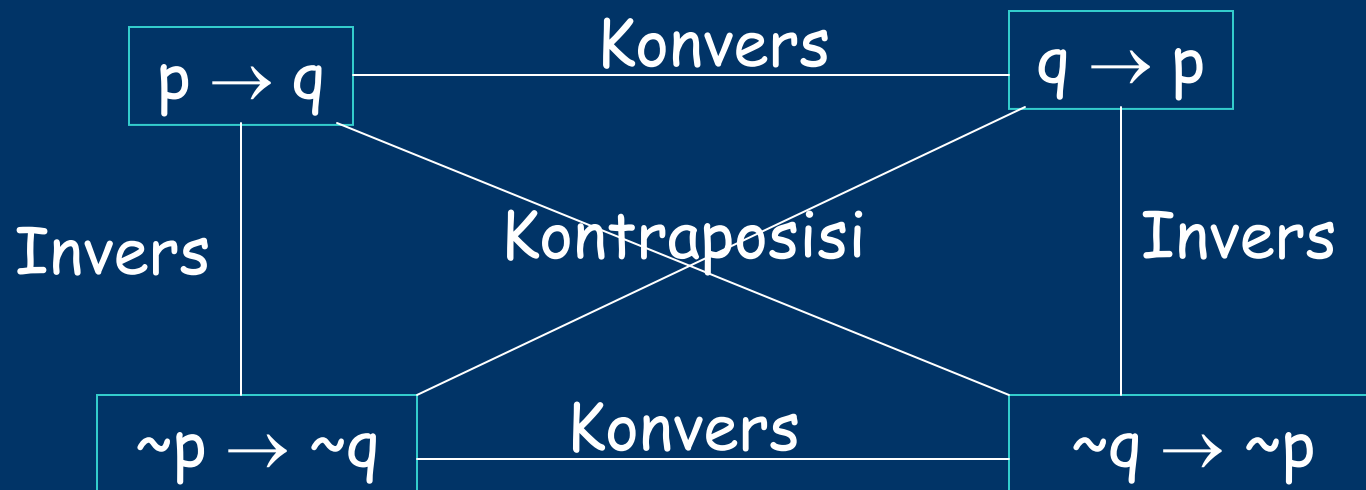 Konvers
p → q
q → p
Invers
Kontraposisi
Invers
Konvers
~p → ~q
~q → ~p